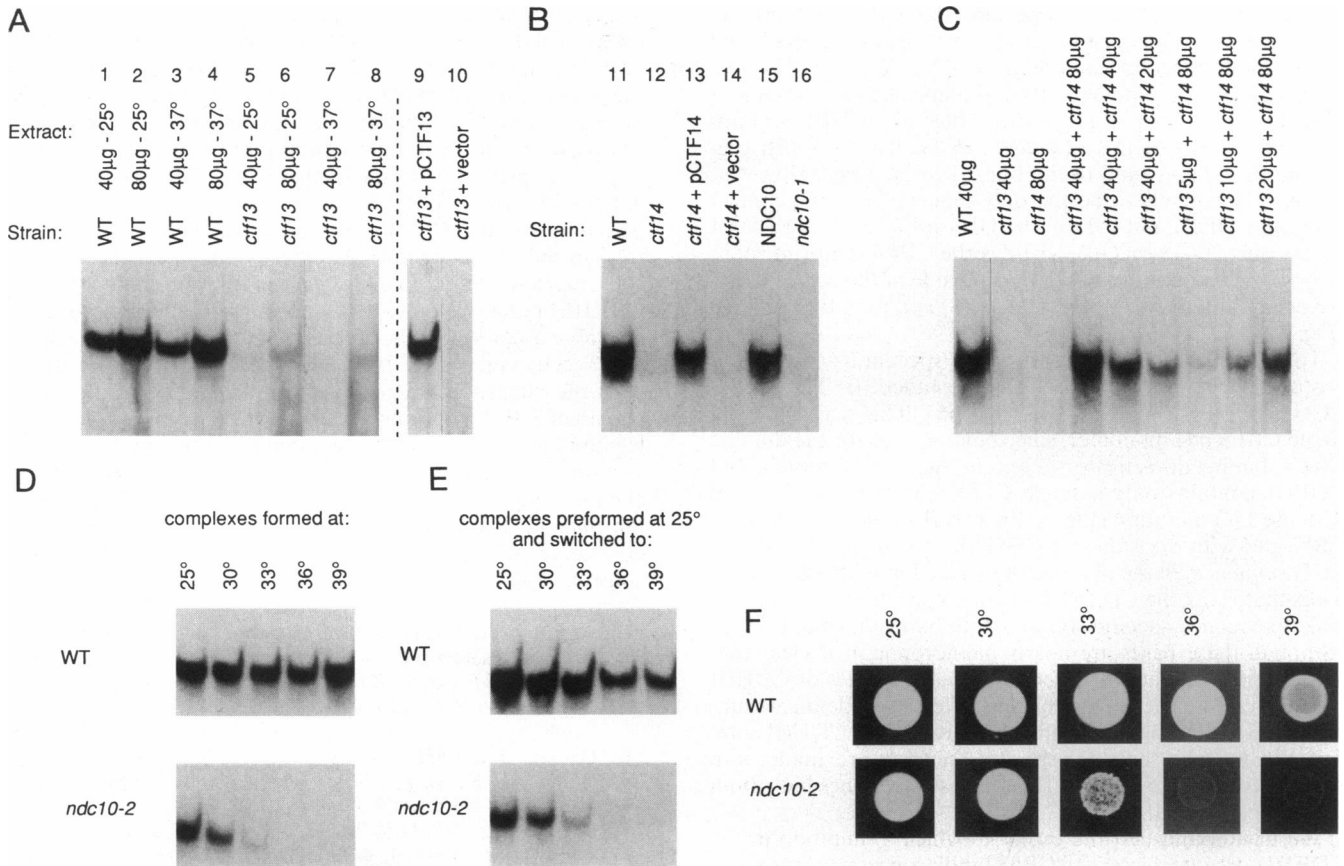 A
1 2 3 4 5 6 7 8 9 10
Extract:
40µg - 25°
80µg - 25°
40µg - 37°
80µg - 37°
40µg - 25°
80µg - 25°
40µg - 37°
80µg - 37°
ctf13 + pCTF13
ctf13 + vector
Strain:
WT
WT
WT
WT
ctf13
ctf13
ctf13
ctf13
B
11 12 13 14 15 16
Strain:
WT
ctf14
ctf14 + pCTF14
ctf14 + vector
NDC10
ndc10-1
C
WT 40µg
ctf13 40µg
ctf14 80µg
ctf13 40µg + ctf14 80µg
ctf13 40µg + ctf14 40µg
ctf13 40µg + ctf14 20µg
ctf13 5µg + ctf14 80µg
ctf13 10µg + ctf14 80µg
ctf13 20µg + ctf14 80µg
D
complexes formed at:
25° 30° 33° 36° 39°
WT
ndc10-2
E
complexes preformed at 25°
and switched to:
25° 30° 33° 36° 39°
WT
ndc10-2
F
25° 30° 33° 36° 39°
WT
ndc10-2